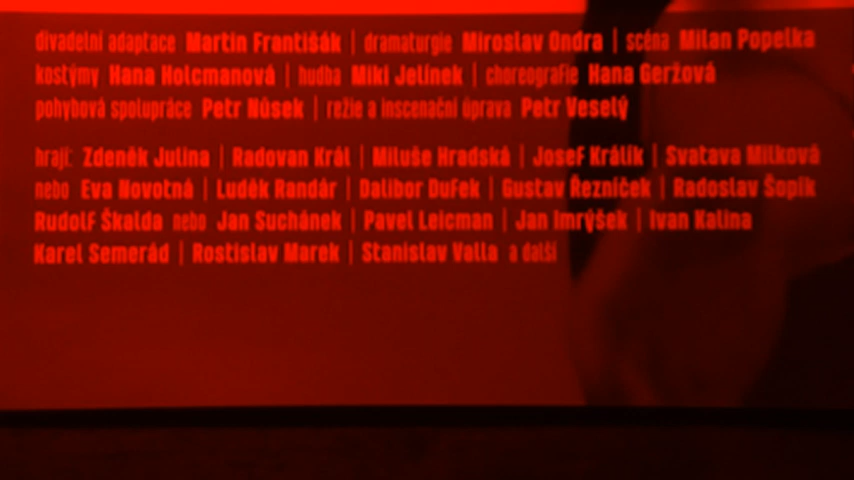 divadelní adaptace Martin Františák | dramaturgie Miroslav Ondra | scéna Milan Popelka
kostýmy Hana Holcmanová | hudba Miki Jelínek | choreografie Hana Geržová
pohybová spolupráce Petr Nůsek | režie a inscenační úprava Petr Veselý
hrají: Zdeněk Julina | Radovan Král | Miluše Hradská | Josef Králík | Svatava Milková
nebo Eva Novotná | Luděk Randár | Dalibor Dufek | Gustav Řezníček | Radoslav Šopík
Rudolf Škalda nebo Jan Suchánek | Pavel Leicman | Jan Imrýšek | Ivan Kalina
Karel Semerád | Rostislav Marek | Stanislav Valla a další